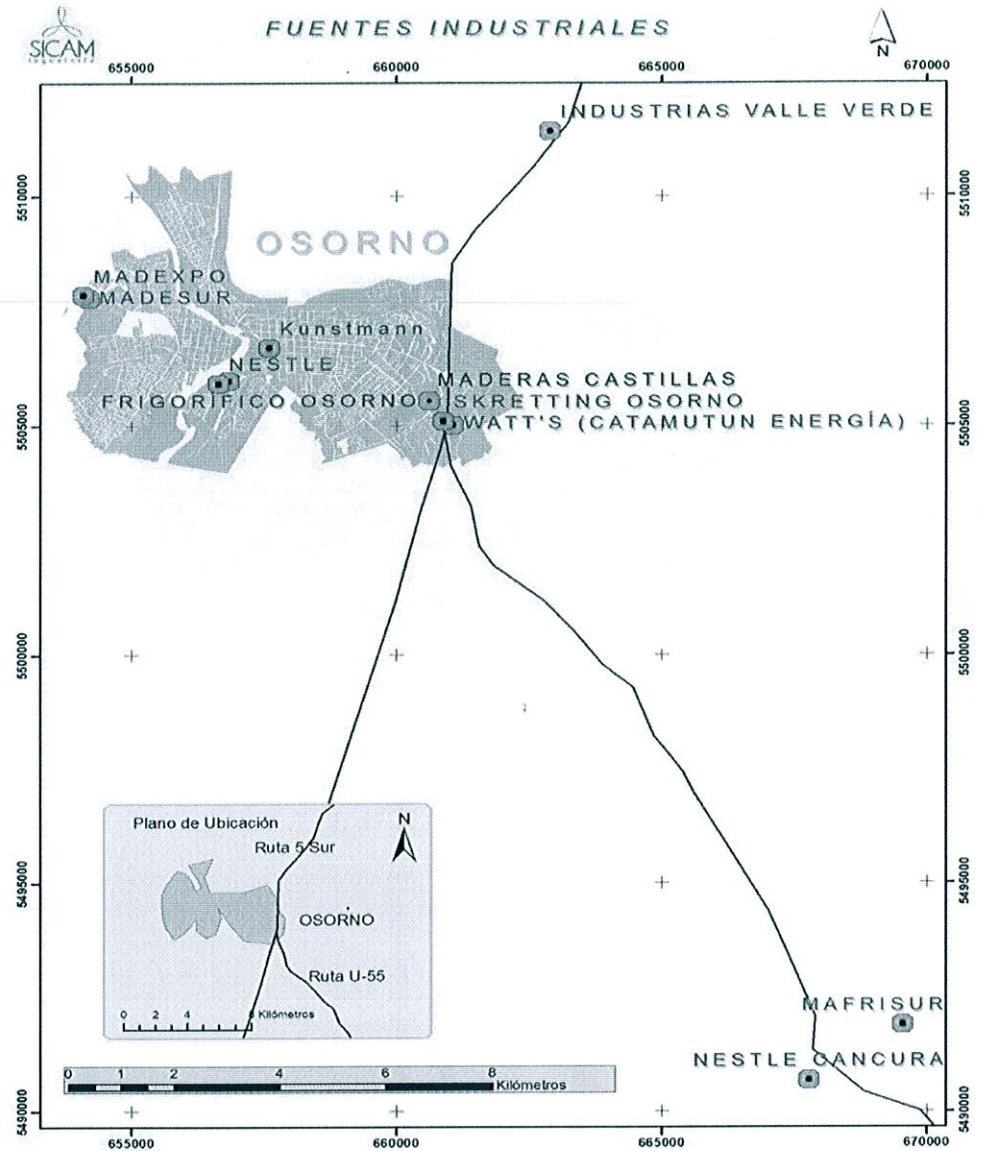 SICAM
Ingeniería
FUENTES INDUSTRIALES
N
655000 660000 665000 670000
INDUSTRIAS VALLE VERDE
5510000 5510000
OSORNO
MADEXPO
MADESUR
Kunstmann
NESTLE
MADERAS CASTILLAS
FRIGORÍFICO OSORNO SKRETTING OSORNO
WATT'S (CATAMUTUN ENERGÍA)
5505000 5505000
5500000 5500000
Plano de Ubicación
N
Ruta 5 Sur
5495000 5495000
OSORNO
Ruta U-55
0 2 4 8 Kilómetros
MAFRISUR
NESTLE CANCURA
0 1 2 4 6 8
Kilómetros
5490000 5490000
655000 660000 665000 670000